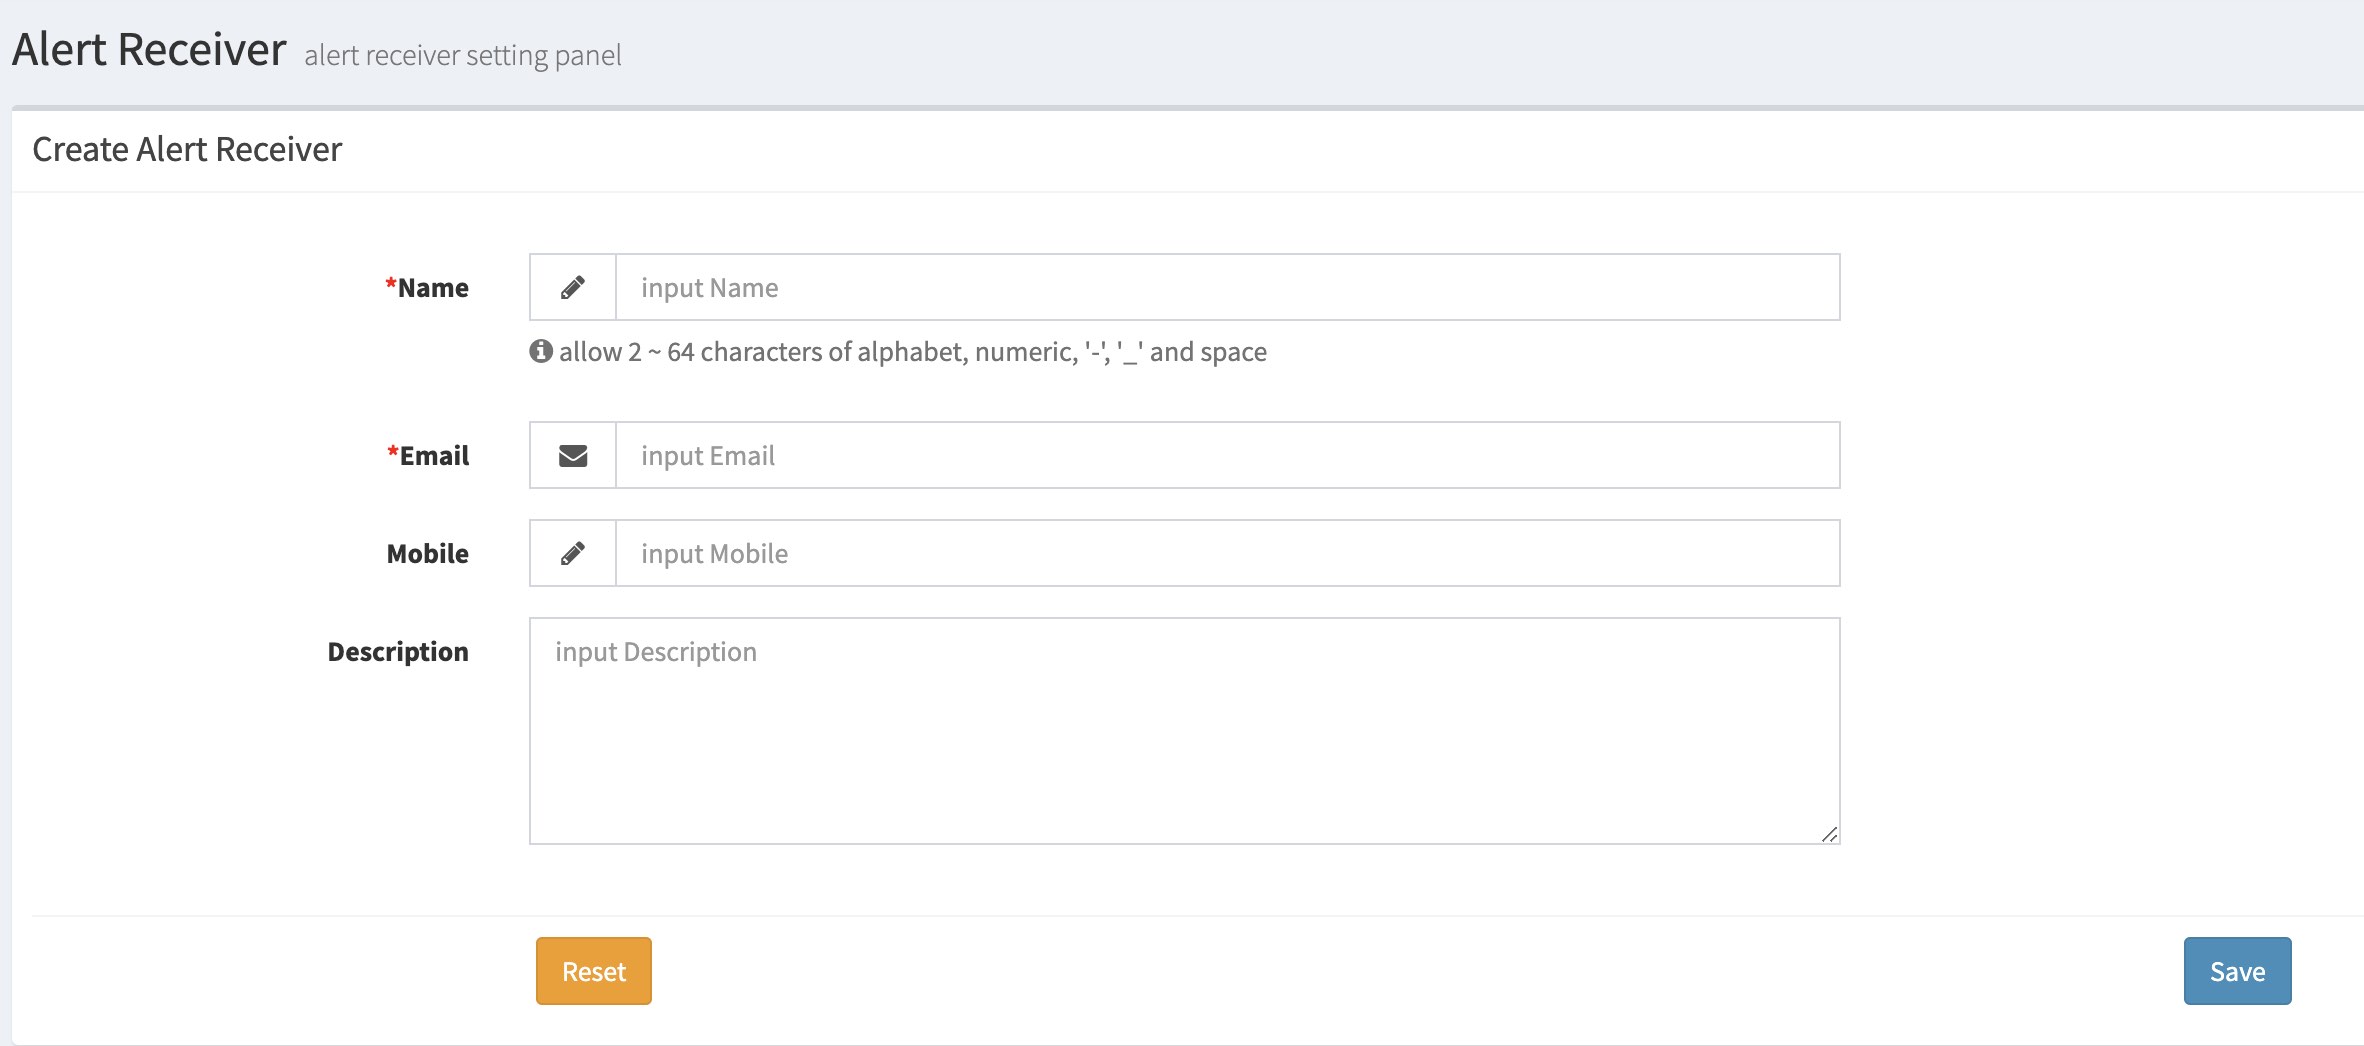 Alert Receiver alert receiver setting panel
Create Alert Receiver
*Name input Name
allow 2 ~ 64 characters of alphabet, numeric, '-', '_' and space
*Email input Email
Mobile input Mobile
Description input Description
Reset Save